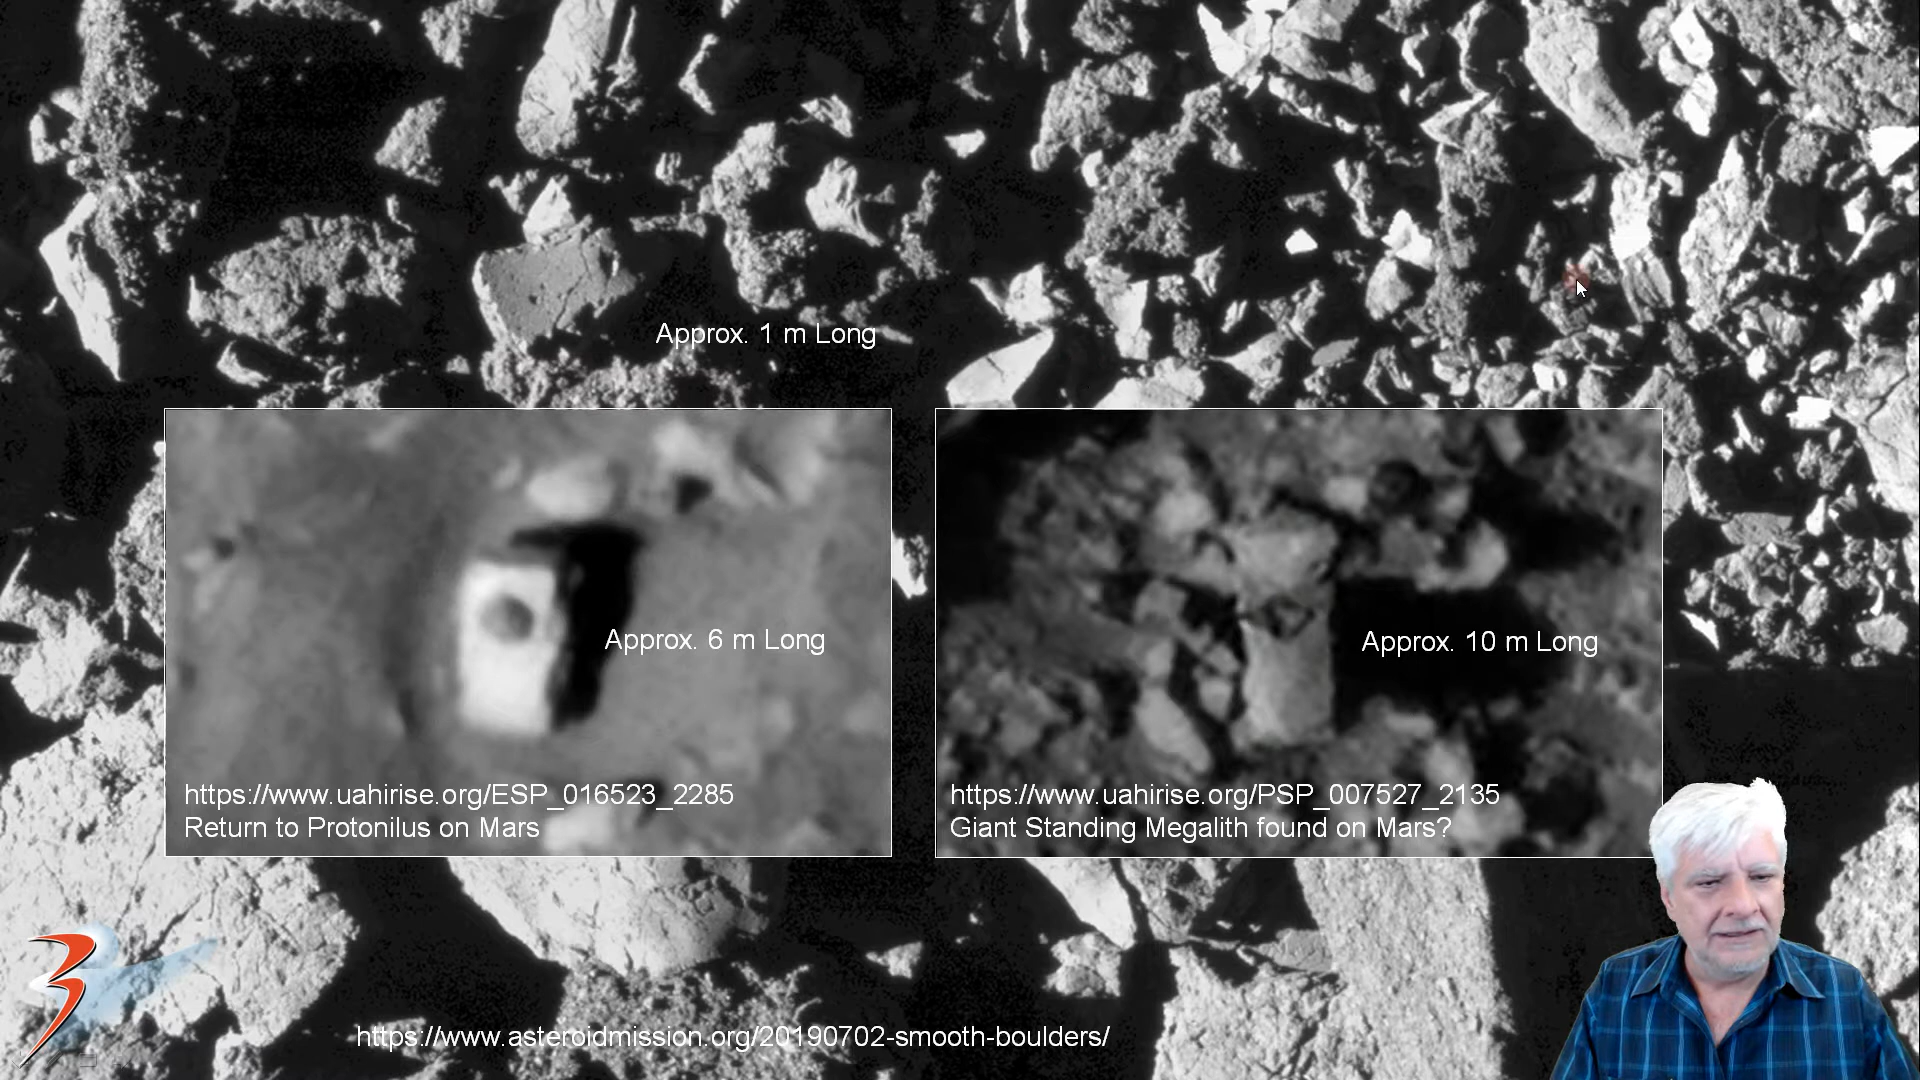 Approx. 1 m Long
Approx. 6 m Long
https://www.uahirise.org/ESP_016523_2285
Return to Protonilus on Mars
Approx. 10 m Long
https://www.uahirise.org/PSP_007527_2135
Giant Standing Megalith found on Mars?
https://www.asteroidmission.org/20190702-smooth-boulders/